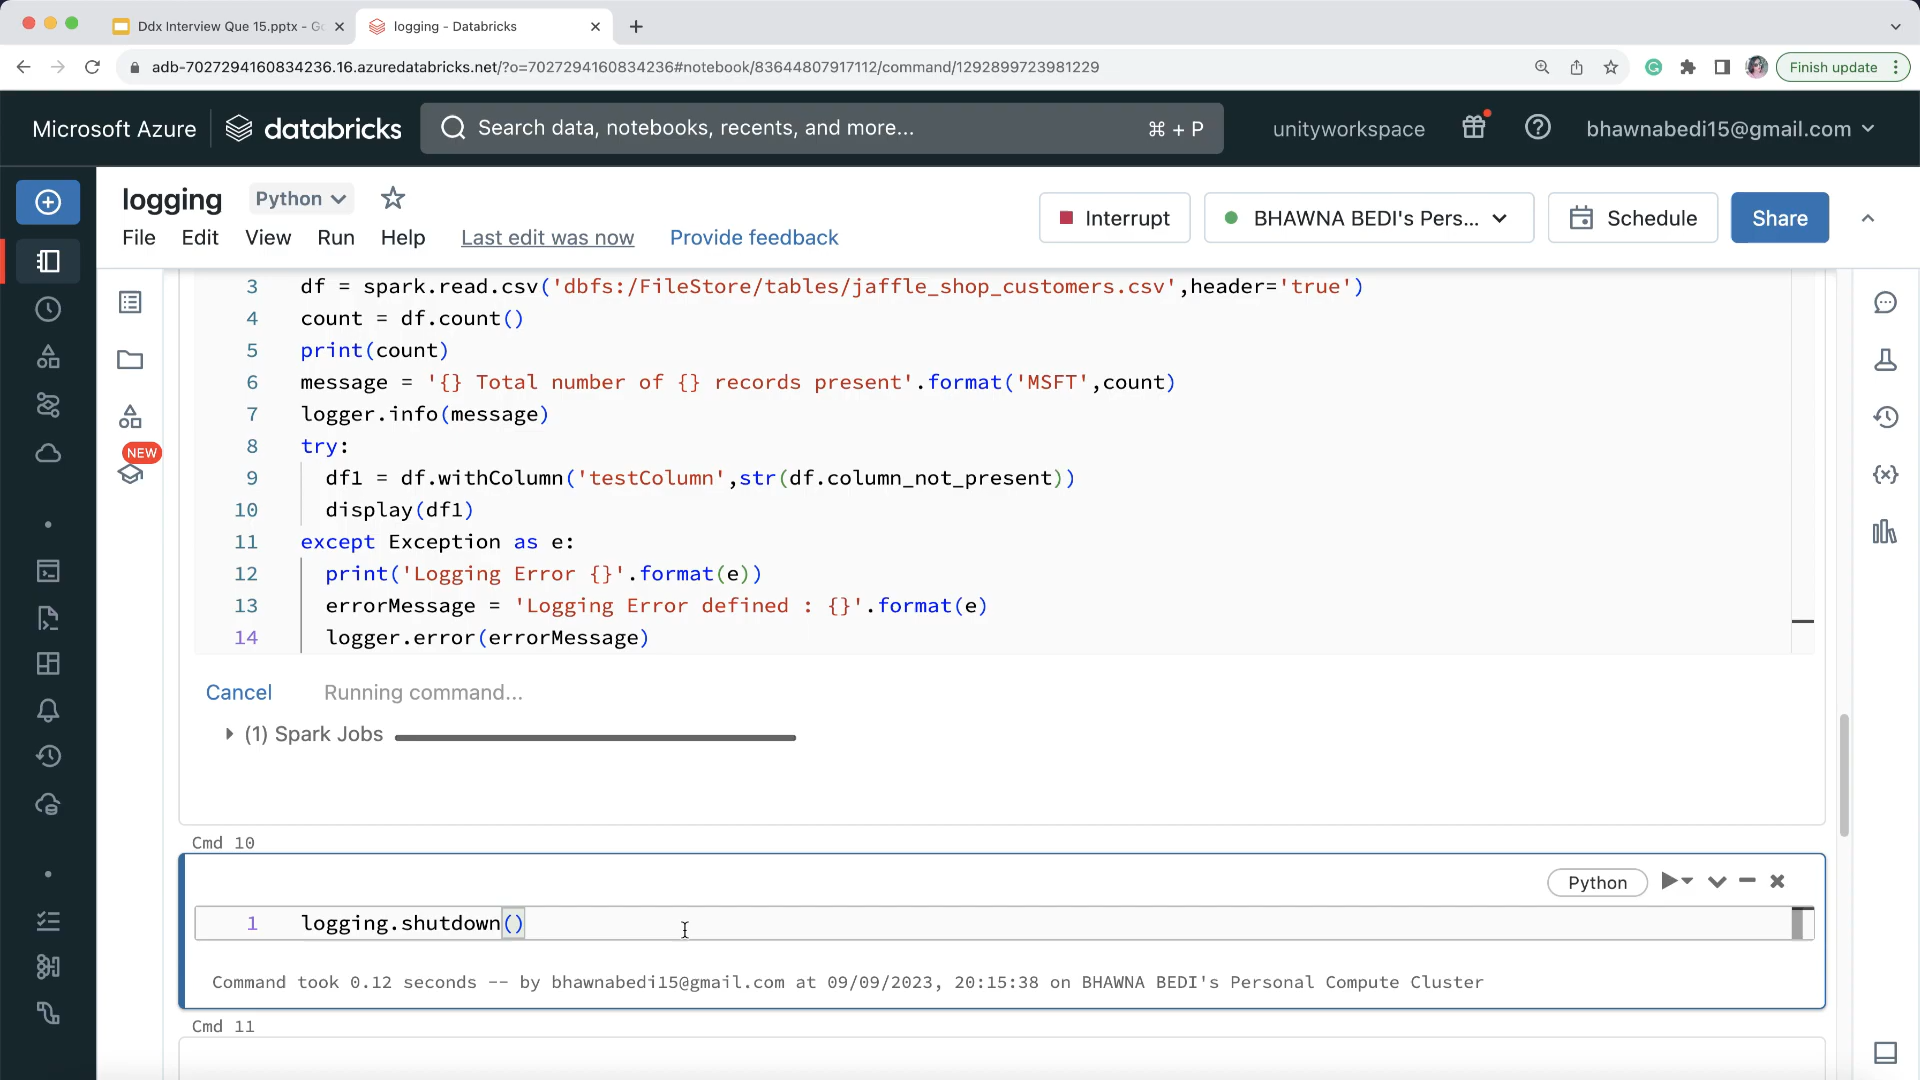 Ddx Interview Que 15.pptx - Go
logging - Databricks
adb-7027294160834236.16.azuredatabricks.net/?o=7027294160834236#notebook/83644807917112/command/1292899723981229
Finish update
Microsoft Azure
databricks
Search data, notebooks, recents, and more...
⌘ + P
unityworkspace
bhawnabedi15@gmail.com
logging
Python
Interrupt
BHAWNA BEDI's Pers...
Schedule
Share
File Edit View Run Help Last edit was now Provide feedback
3 df = spark.read.csv('dbfs:/FileStore/tables/jaffle_shop_customers.csv',header='true')
4 count = df.count()
5 print(count)
6 message = '{} Total number of {} records present'.format('MSFT',count)
7 logger.info(message)
8 try:
9 df1 = df.withColumn('testColumn',str(df.column_not_present))
10 display(df1)
11 except Exception as e:
12 print('Logging Error {}'.format(e))
13 errorMessage = 'Logging Error defined : {}'.format(e)
14 logger.error(errorMessage)
NEW
Cancel Running command...
(1) Spark Jobs
Cmd 10
Python
1 logging.shutdown()
Command took 0.12 seconds -- by bhawnabedi15@gmail.com at 09/09/2023, 20:15:38 on BHAWNA BEDI's Personal Compute Cluster
Cmd 11